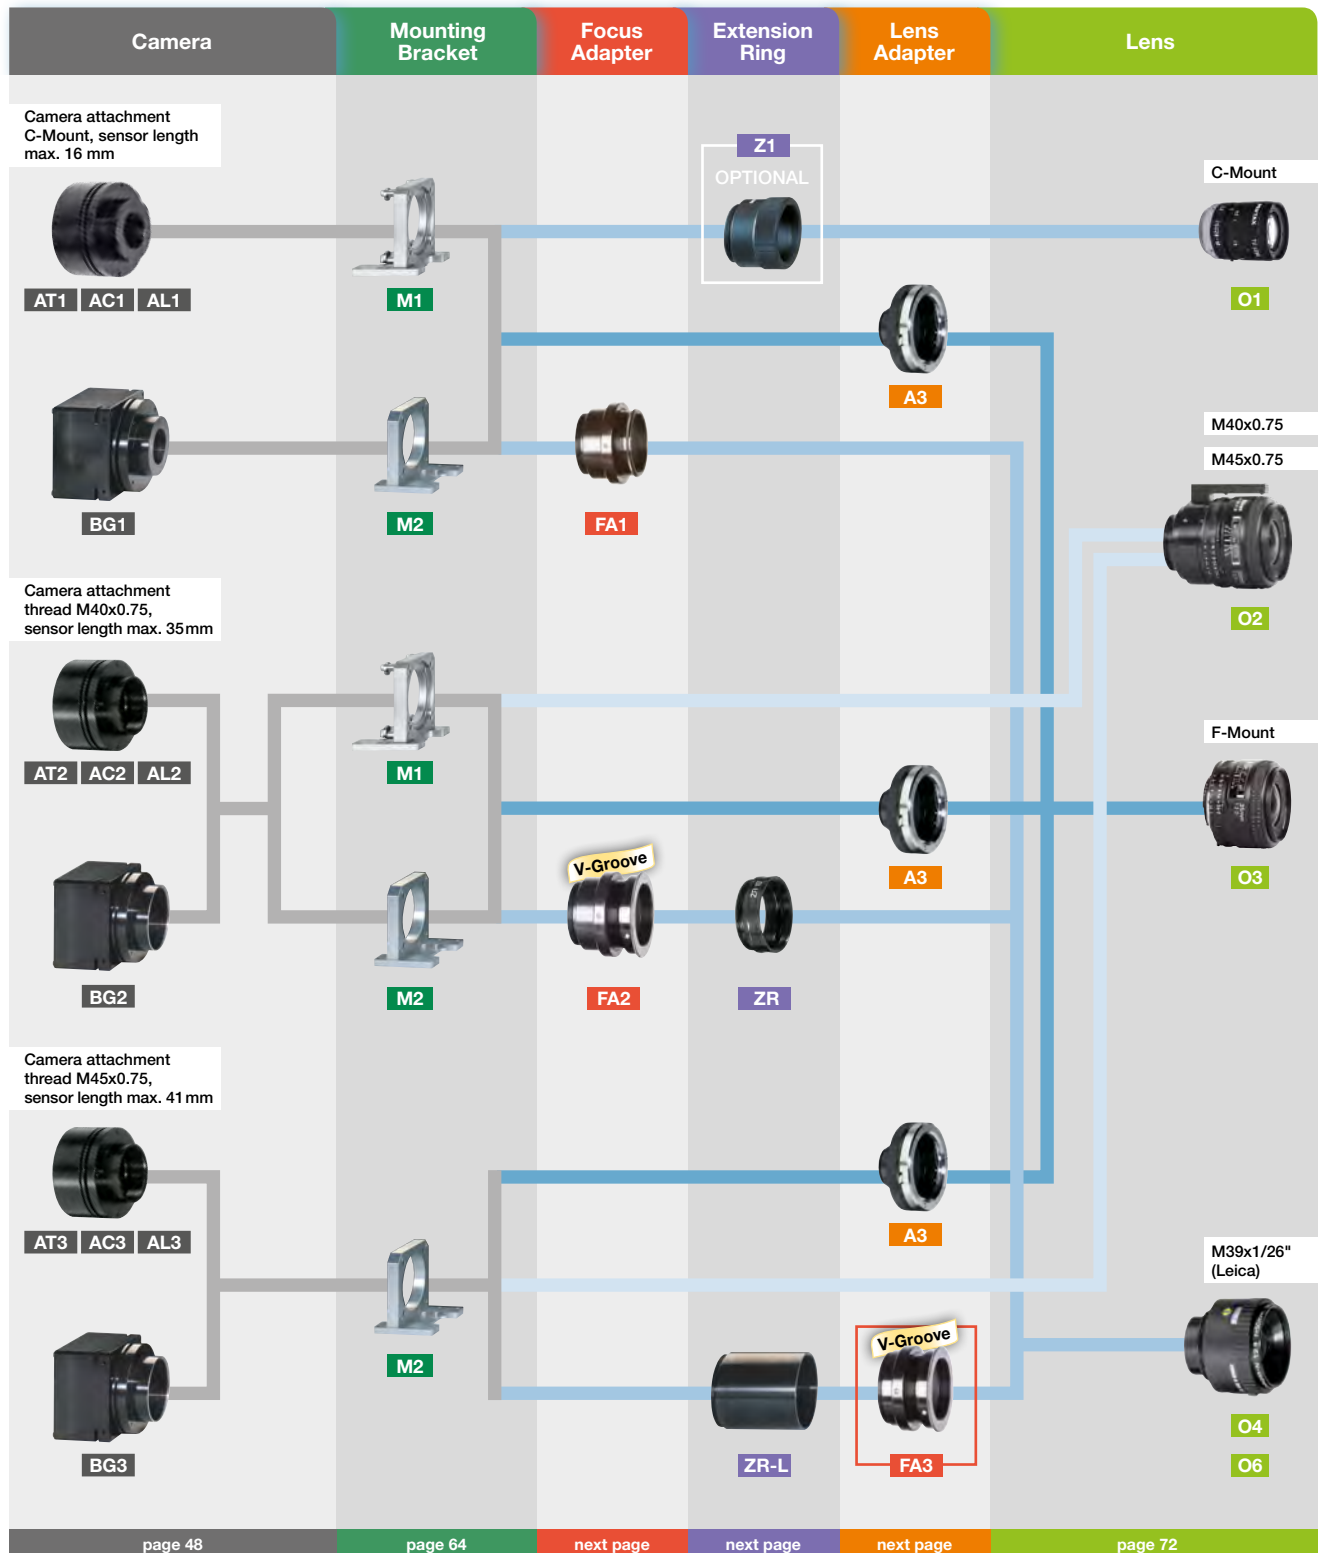 Camera
Mounting
Bracket
Focus
Adapter
Extension
Ring
Lens
Adapter
Lens
Camera attachment
C-Mount, sensor length
max. 16 mm
Z1
OPTIONAL
C-Mount
AT1 AC1 AL1
M1
O1
A3
M40x0.75
M45x0.75
BG1
M2
FA1
O2
Camera attachment
thread M40x0.75,
sensor length max. 35 mm
F-Mount
AT2 AC2 AL2
M1
V-Groove
A3
O3
BG2
M2
FA2
ZR
Camera attachment
thread M45x0.75,
sensor length max. 41 mm
AT3 AC3 AL3
A3
M39x1/26"
(Leica)
M2
V-Groove
O4
BG3
ZR-L
FA3
O6
page 48
page 64
next page
next page
next page
page 72